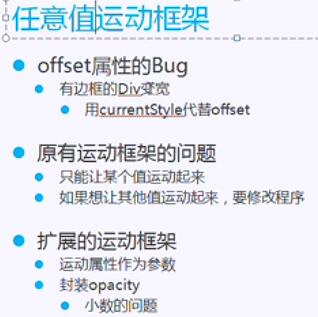 任意值运动框架
offset属性的Bug
有边框的Div变宽
用currentStyle代替offset
原有运动框架的问题
只能让某个值运动起来
如果想让其他值运动起来，要修改程序
扩展的运动框架
运动属性作为参数
封装opacity
小数的问题